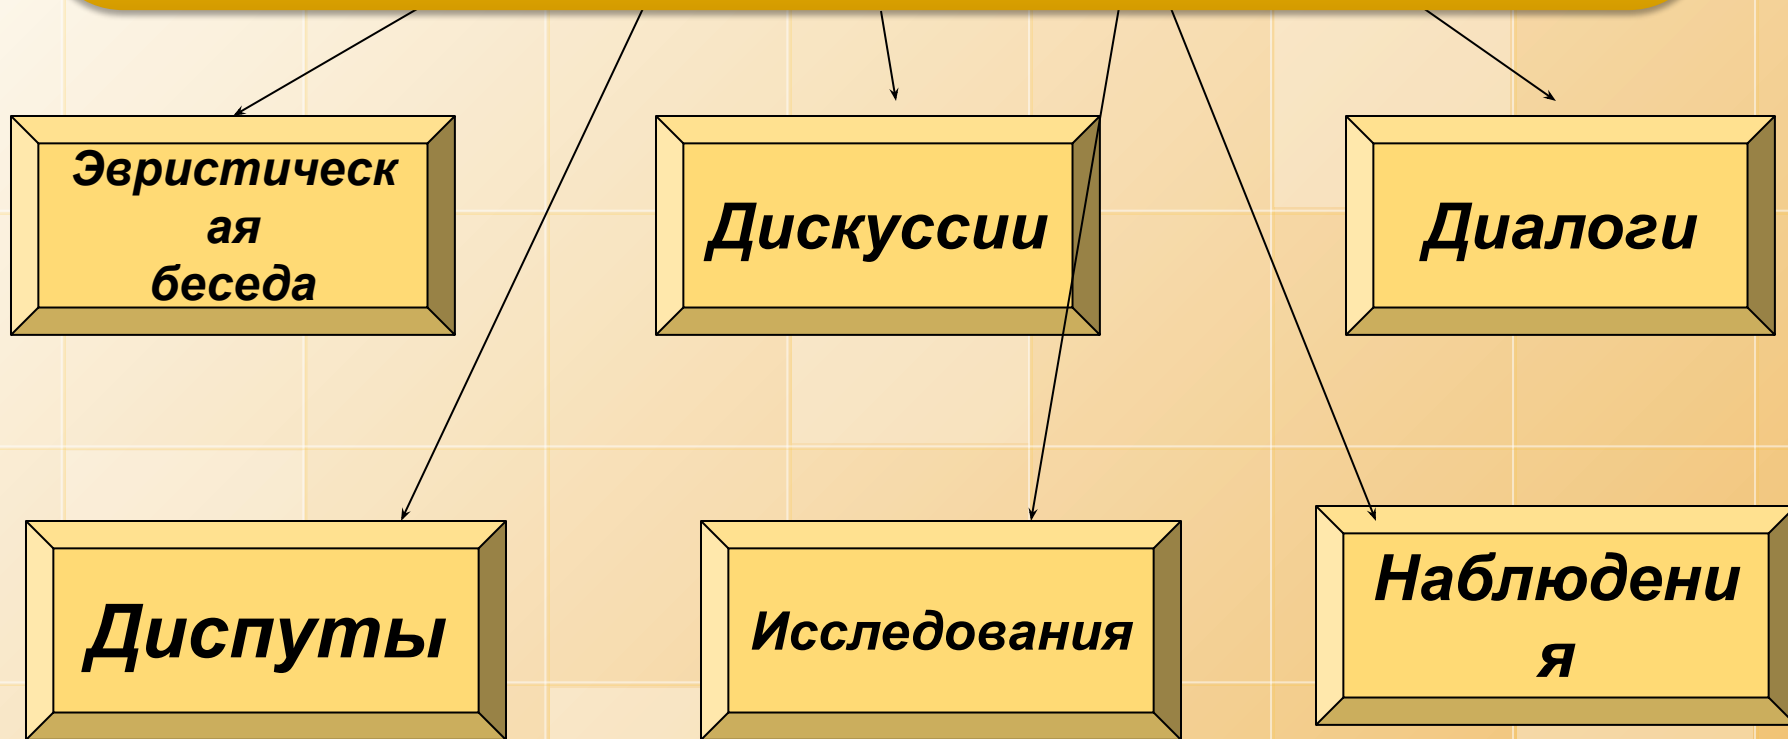 Эвристическ
ая
беседа
Дискуссии
Диалоги
Диспуты
Исследования
Наблюдени
я